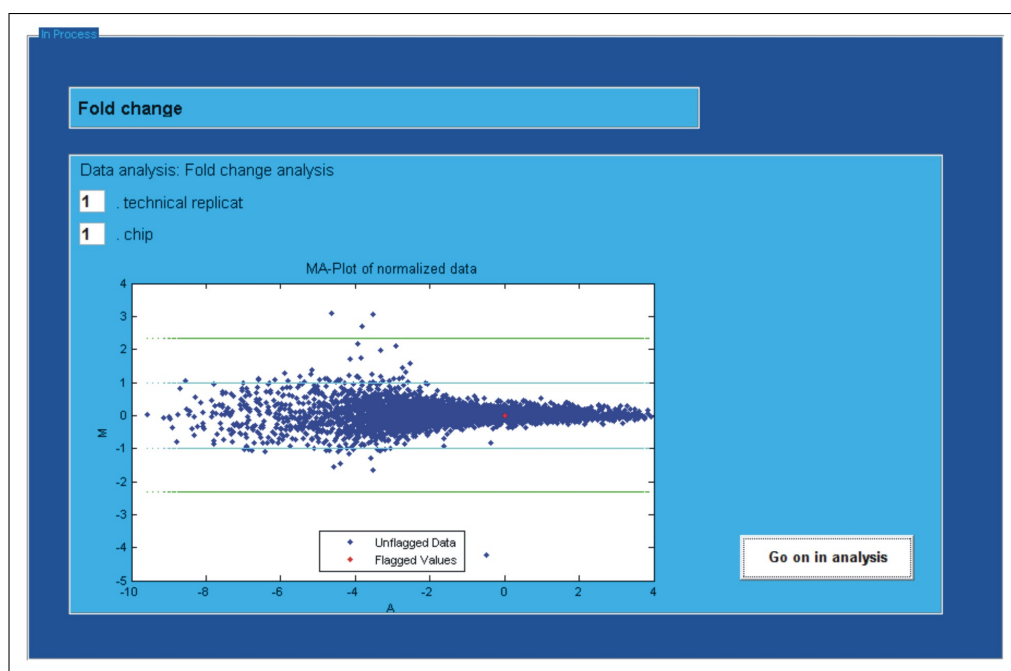 In Process
Fold change
Data analysis: Fold change analysis
1 . technical replicat
1 . chip
MA-Plot of normalized data
4
3
2
1
0
-1
-2
-3
-4
-5
M
Unflagged Data
Flagged Values
-10 -8 -6 -4 -2 0 2 4
A
Go on in analysis